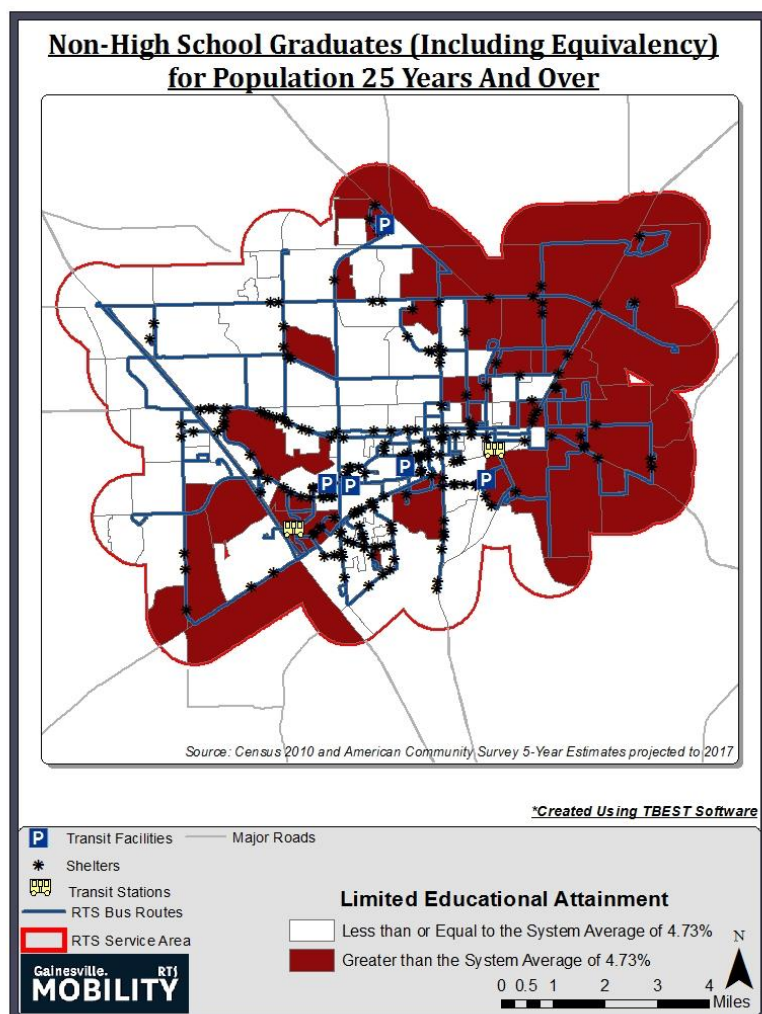 Non-High School Graduates (Including Equivalency)
for Population 25 Years And Over
P
P
P
P
P
Source: Census 2010 and American Community Survey 5-Year Estimates projected to 2017
*Created Using TBEST Software
P Transit Facilities
Major Roads
Shelters
Transit Stations
RTS Bus Routes
RTS Service Area
Limited Educational Attainment
Less than or Equal to the System Average of 4.73%
Greater than the System Average of 4.73%
N
0 0.5 1 2 3 4
Miles
Gainesville. RTS
MOBILITY